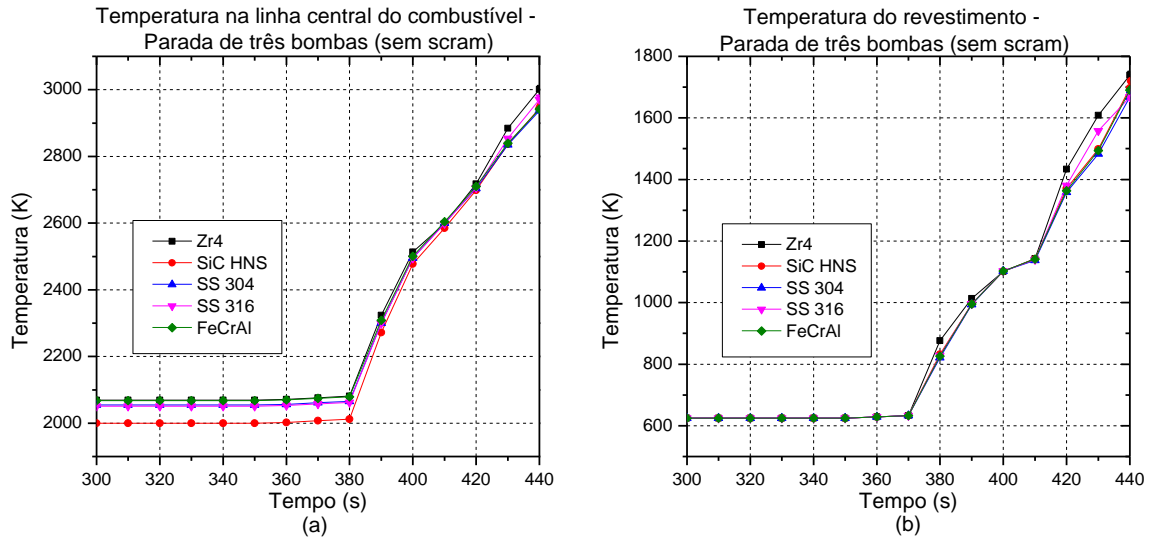 Temperatura na linha central do combustível -
Parada de três bombas (sem scram)
3000
2800
2600
2400
2200
2000
Temperatura (K)
Zr4
SiC HNS
SS 304
SS 316
FeCrAl
300 320 340 360 380 400 420 440
Tempo (s)
(a)
Temperatura do revestimento -
Parada de três bombas (sem scram)
1800
1600
1400
1200
1000
800
600
Temperatura (K)
Zr4
SiC HNS
SS 304
SS 316
FeCrAl
300 320 340 360 380 400 420 440
Tempo (s)
(b)